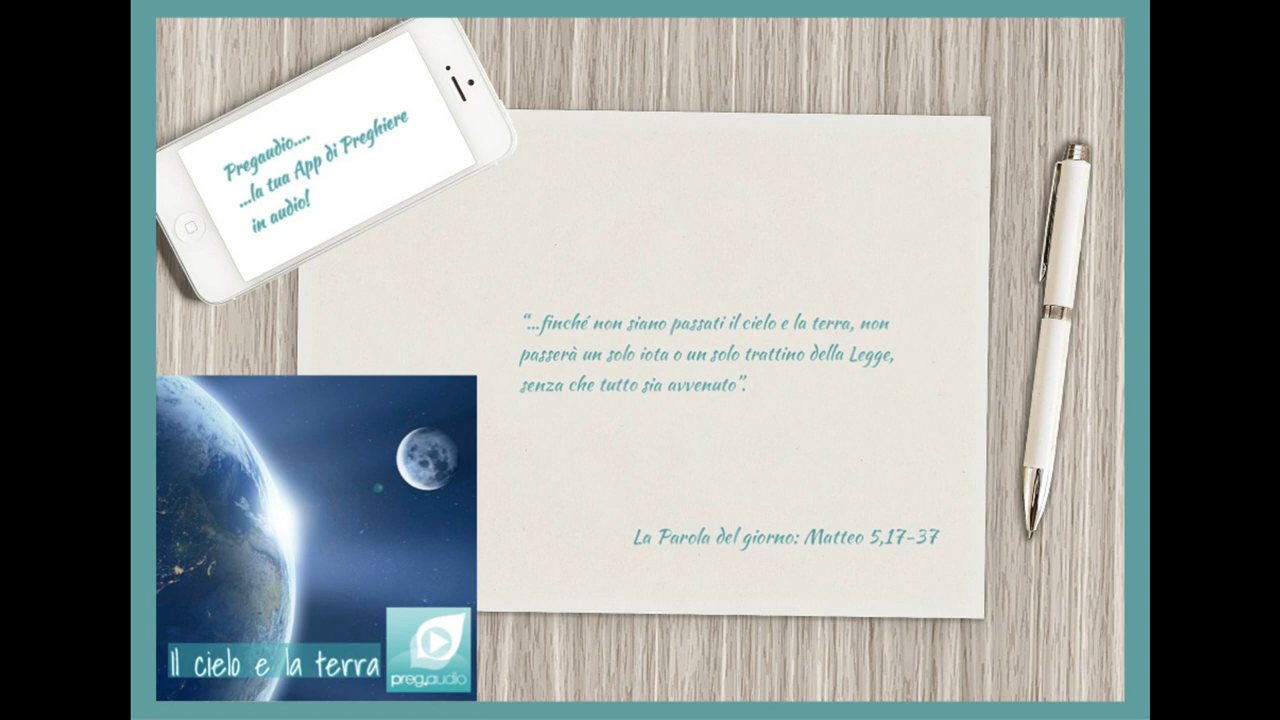 Pregaudio....
...la tua App di Preghiere
in audio!
“...finché non siano passati il cielo e la terra, non
passerà un solo iota o un solo trattino della Legge,
senza che tutto sia avvenuto”.
La Parola del giorno: Matteo 5,17-37
Il cielo e la terra
preg.audio